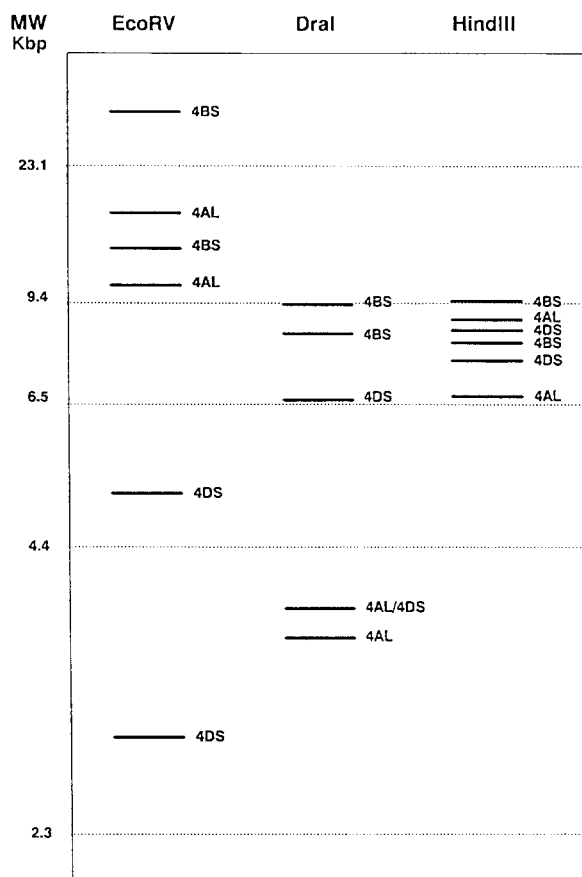 MW
Kbp
EcoRV
DraI
HindIII
4BS
23.1
4AL
4BS
4AL
9.4
4BS
4BS
4AL
4DS
4BS
4BS
4DS
4DS
4AL
6.5
4DS
4.4
4AL/4DS
4AL
4DS
2.3